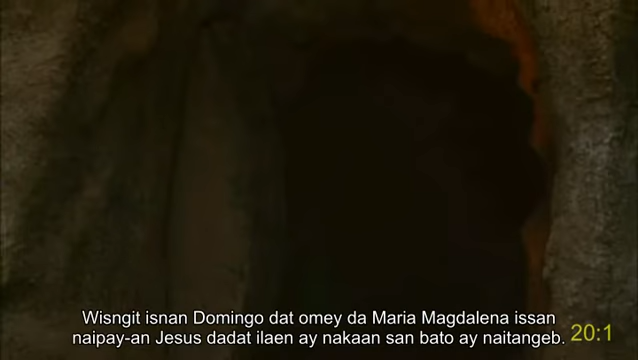 Wisngit isnan Domingo dat omey da Maria Magdalena issan
naipay-an Jesus dadat ilaen ay nakaan san bato ay naitangeb. 20:1